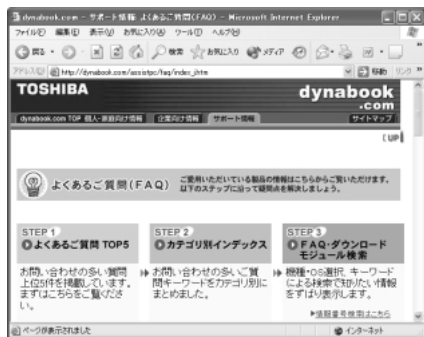 dynabook.com - サポート情報 よくあるご質問(FAQ) - Microsoft Internet Explorer
ファイル(F) 編集(E) 表示(V) お気に入り(A) ツール(T) ヘルプ(H)
戻る 検索 お気に入り メディア
アドレス(D) http://dynabook.com/assistpc/faq/index_j.htm 移動 リンク
TOSHIBA
dynabook
.com
dynabook.com TOP 個人・家庭向け情報 企業向け情報 サポート情報 サイトマップ
[UP]
よくあるご質問(FAQ)
ご愛用いただいている製品の情報はこちらからご覧いただけます。
以下のステップに沿って疑問点を解決しましょう。
STEP 1
よくあるご質問 TOP5
お問い合わせの多い質問
上位5件を掲載しています。
まずはこちらをご覧くださ
い。
STEP 2
カテゴリ別インデックス
お問い合わせの多いご質
問キーワードをカテゴリ別に
まとめました。
STEP 3
FAQ・ダウンロード
モジュール検索
機種・OS選択、キーワード
による検索で知りたい情報
をずばり表示します。
情報番号検索はこちら
ページが表示されました
インターネット